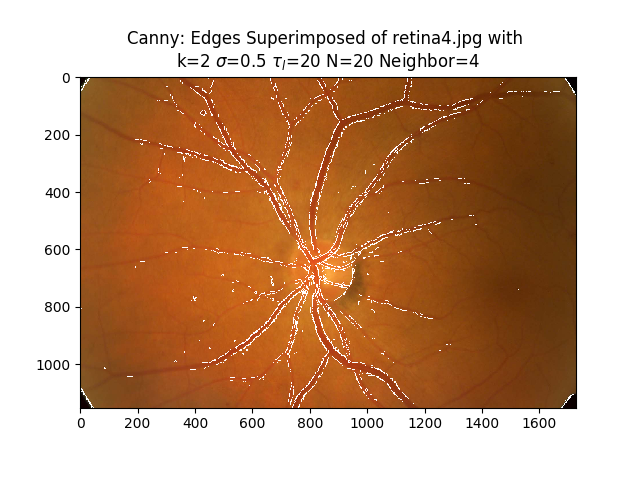 Canny: Edges Superimposed of retina4.jpg with
k=2 σ=0.5 τ_l=20 N=20 Neighbor=4
0
200
400
600
800
1000
0 200 400 600 800 1000 1200 1400 1600